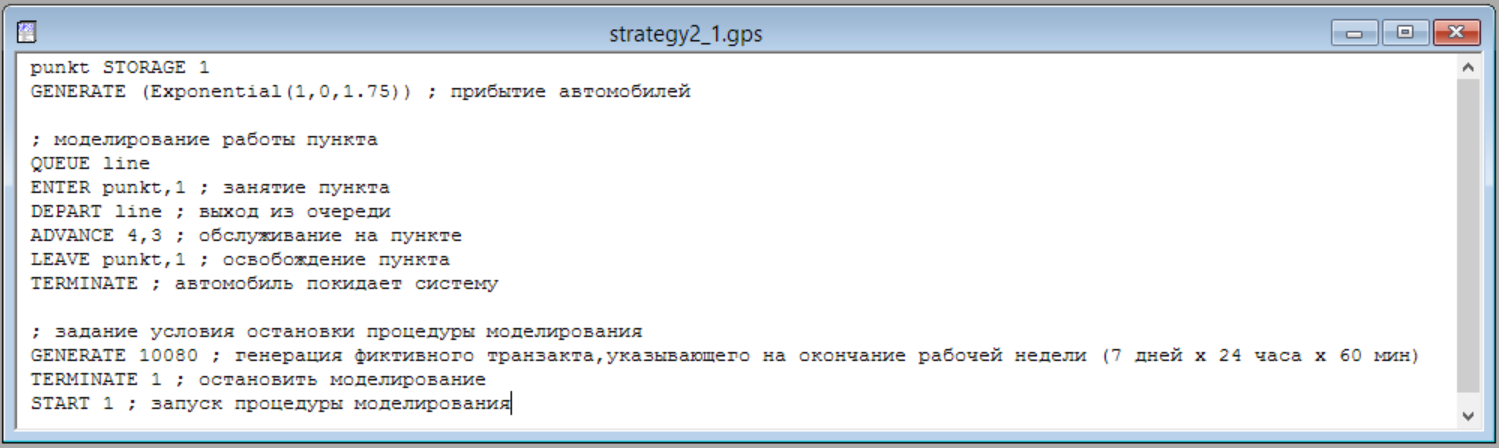 strategy2_1.gps
punkt STORAGE 1
GENERATE (Exponential(1,0,1.75)) ; прибытие автомобилей
; моделирование работы пункта
QUEUE line
ENTER punkt,1 ; занятие пункта
DEPART line ; выход из очереди
ADVANCE 4,3 ; обслуживание на пункте
LEAVE punkt,1 ; освобождение пункта
TERMINATE ; автомобиль покидает систему
; задание условия остановки процедуры моделирования
GENERATE 10080 ; генерация фиктивного транзакта,указывающего на окончание рабочей недели (7 дней х 24 часа х 60 мин)
TERMINATE 1 ; остановить моделирование
START 1 ; запуск процедуры моделирования